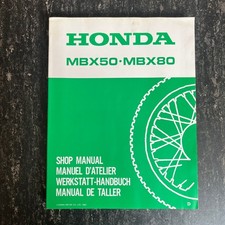 HONDA
MBX50·MBX80
SHOP MANUAL
MANUEL D'ATELIER
WERKSTATT-HANDBUCH
MANUAL DE TALLER